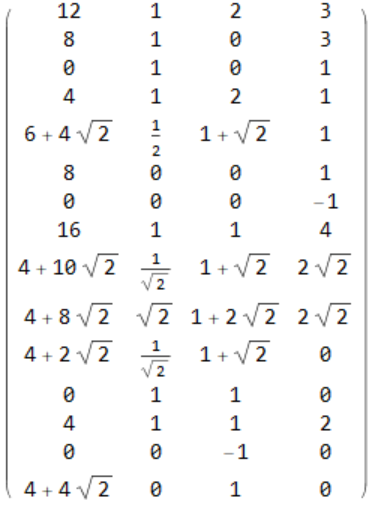 12 1 2 3
8 1 0 3
0 1 0 1
4 1 2 1
6 + 4 √2 1/2 1 + √2 1
8 0 0 1
0 0 0 -1
16 1 1 4
4 + 10 √2 1/√2 1 + √2 2 √2
4 + 8 √2 √2 1 + 2 √2 2 √2
4 + 2 √2 1/√2 1 + √2 0
0 1 1 0
4 1 1 2
0 0 -1 0
4 + 4 √2 0 1 0